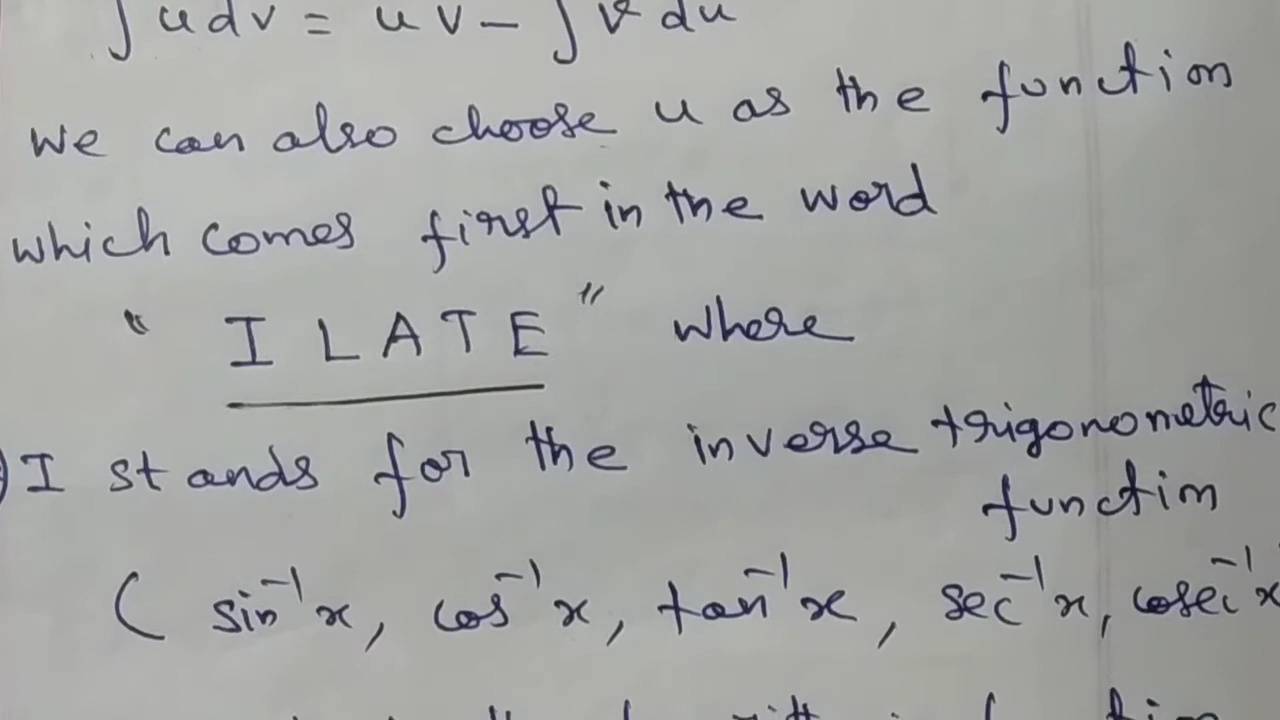 ∫ u dv = u v − ∫ v du
We can also choose u as the function
which comes first in the word
" I L A T E " where
) I stands for the inverse trigonometric
function
( sin⁻¹x, cos⁻¹x, tan⁻¹x, sec⁻¹x, cosec⁻¹x